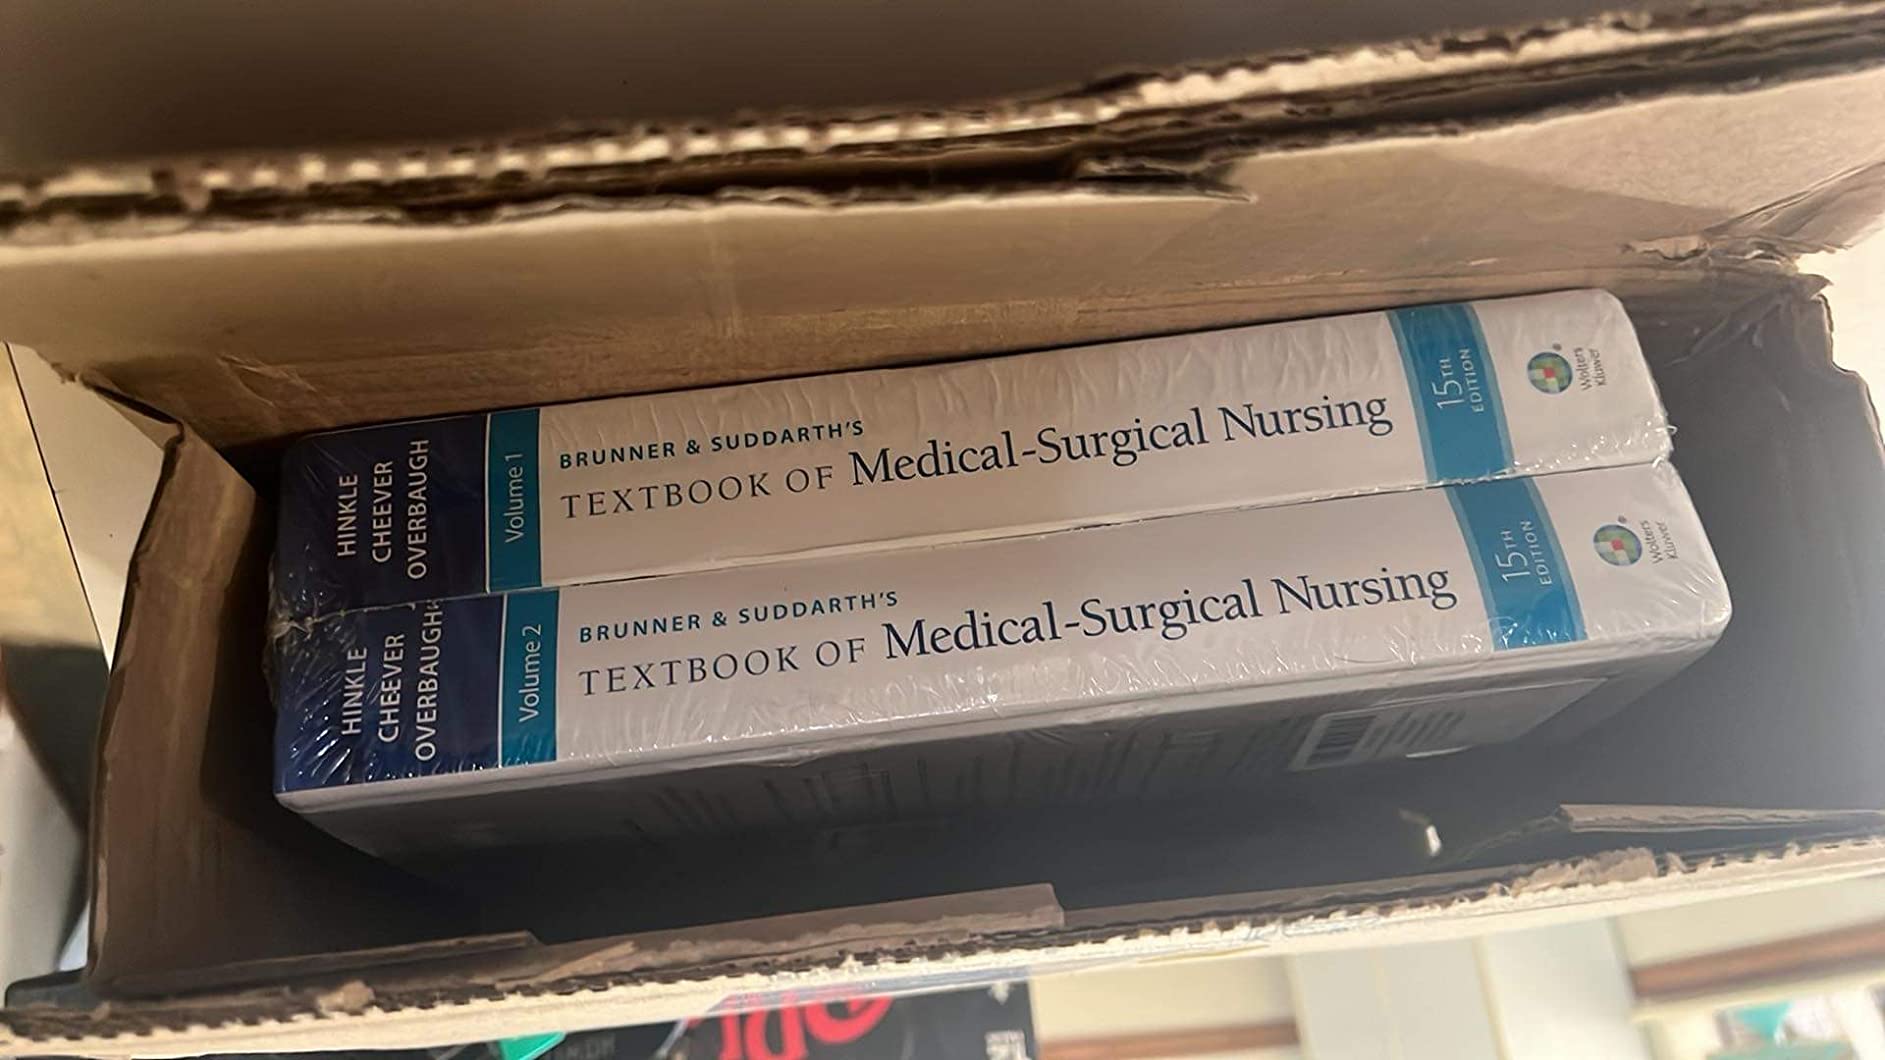 HINKLE
CHEEVER
OVERBAUGH
Volume 1
BRUNNER & SUDDARTH'S
TEXTBOOK OF Medical-Surgical Nursing
15TH
EDITION
Wolters
Kluwer
HINKLE
CHEEVER
OVERBAUGH
Volume 2
BRUNNER & SUDDARTH'S
TEXTBOOK OF Medical-Surgical Nursing
15TH
EDITION
Wolters
Kluwer